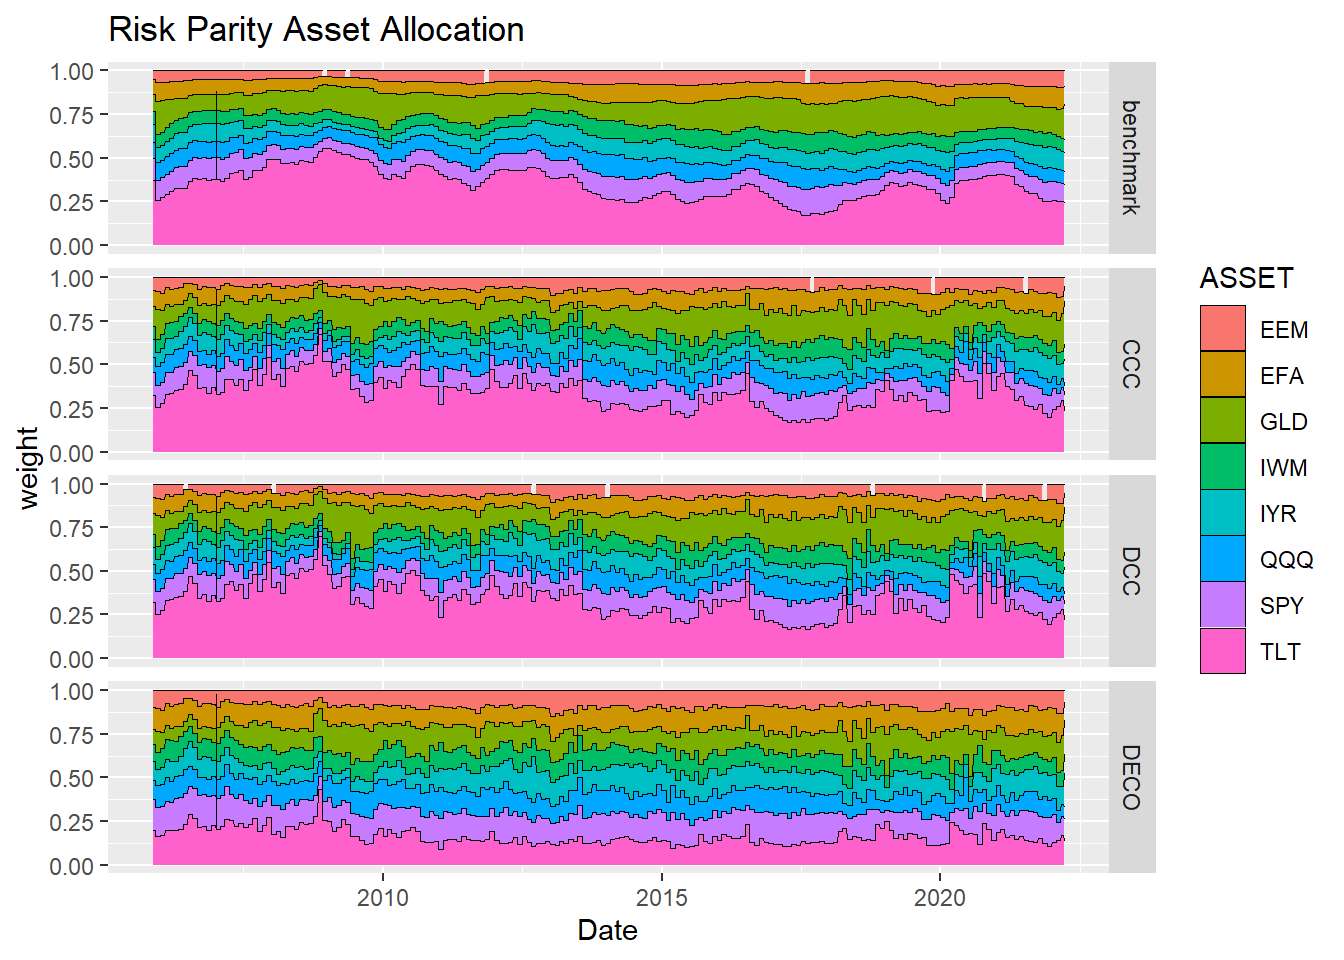 Risk Parity Asset Allocation
1.00
0.75
0.50
0.25
0.00
benchmark
1.00
0.75
0.50
0.25
0.00
CCC
1.00
0.75
0.50
0.25
0.00
DCC
1.00
0.75
0.50
0.25
0.00
DECO
weight
2010
2015
2020
Date
ASSET
EEM
EFA
GLD
IWM
IYR
QQQ
SPY
TLT